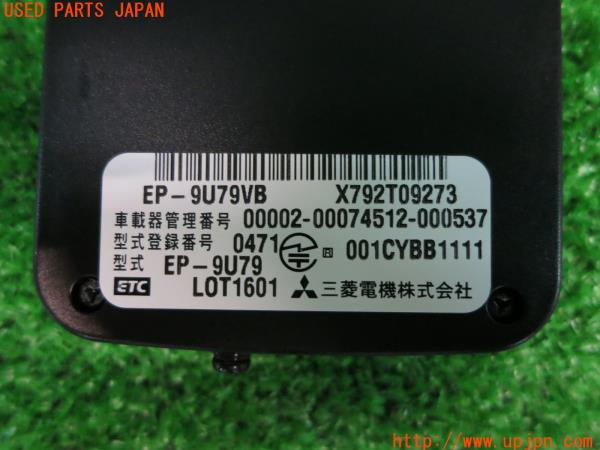 USED PARTS JAPAN
EP-9U79VB X792T09273
車載器管理番号 00002-00074512-000537
型式登録番号 0471 R 001CYBB1111
型式 EP-9U79
ETC LOT1601 三菱電機株式会社
http://www.upjpn.com